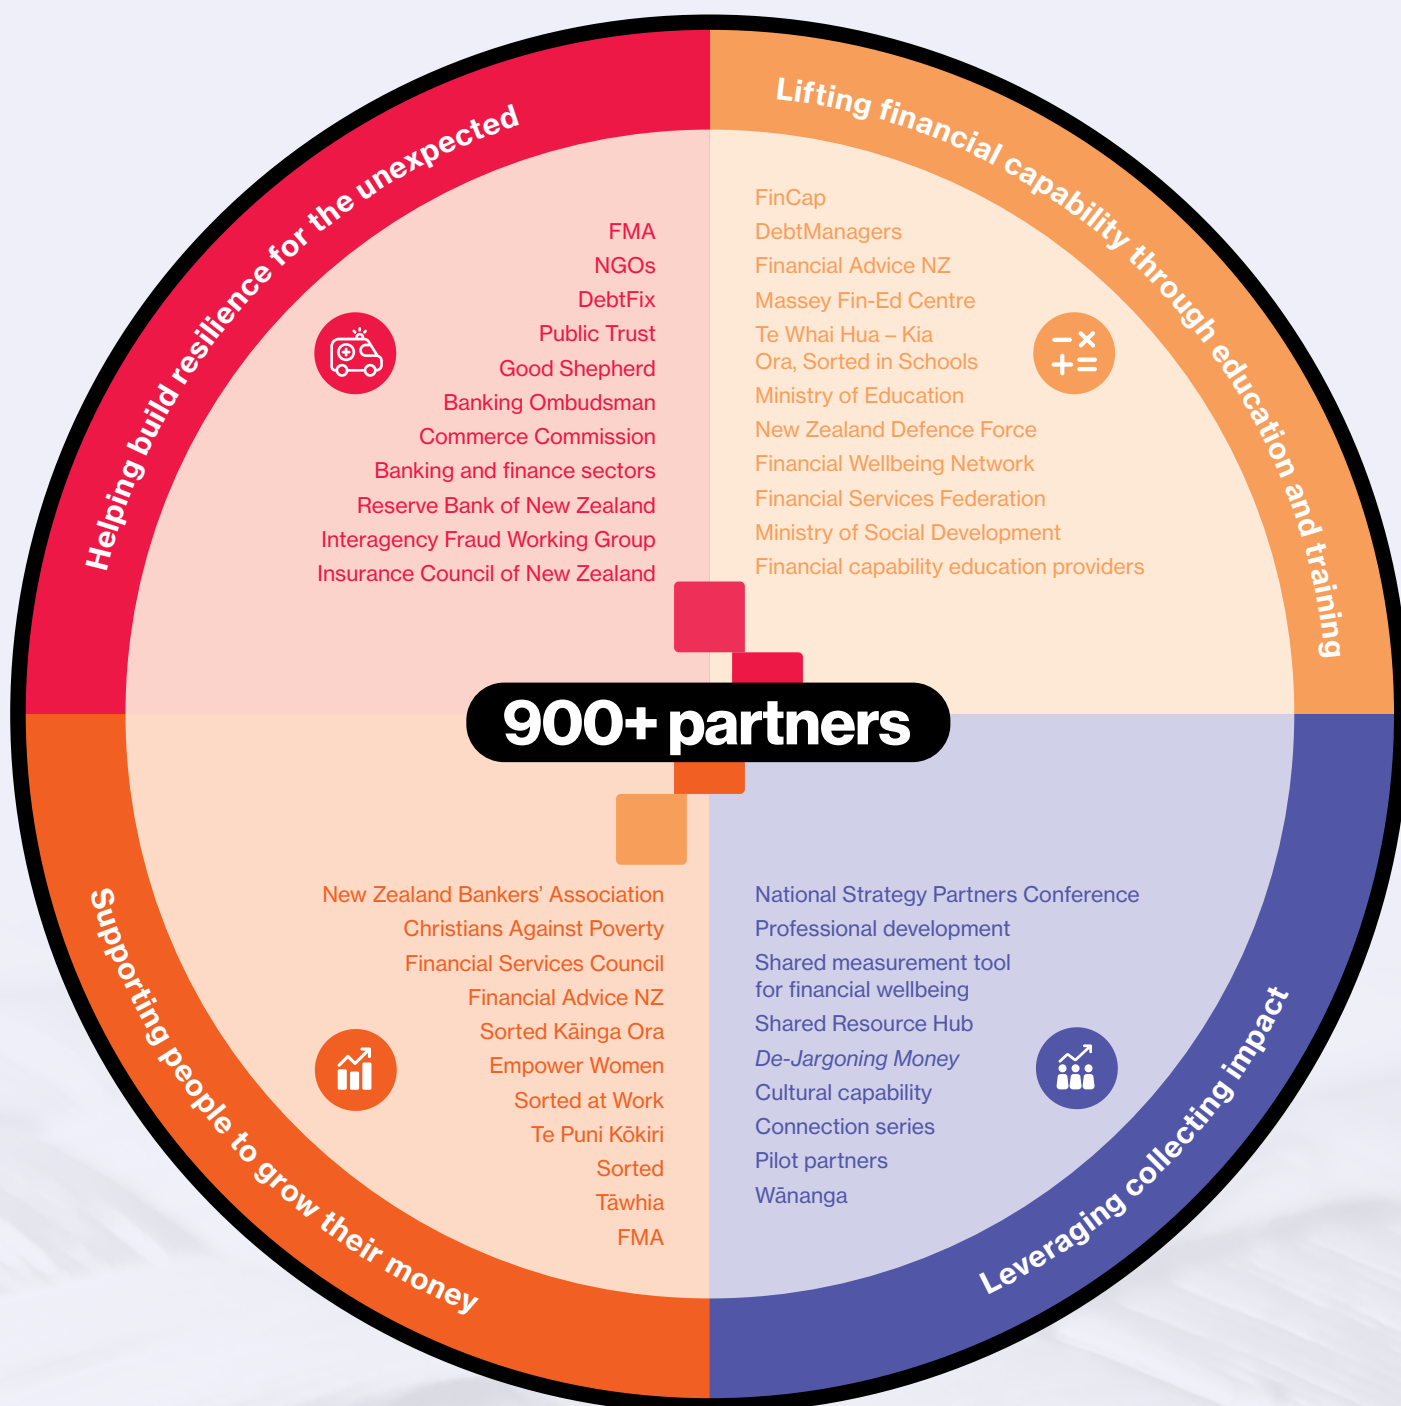 Helping build resilience for the unexpected
FMA
NGOs
DebtFix
Public Trust
Good Shepherd
Banking Ombudsman
Commerce Commission
Banking and finance sectors
Reserve Bank of New Zealand
Interagency Fraud Working Group
Insurance Council of New Zealand
Lifting financial capability through education and training
FinCap
DebtManagers
Financial Advice NZ
Massey Fin-Ed Centre
Te Whai Hua – Kia
Ora, Sorted in Schools
Ministry of Education
New Zealand Defence Force
Financial Wellbeing Network
Financial Services Federation
Ministry of Social Development
Financial capability education providers
900+ partners
Supporting people to grow their money
New Zealand Bankers’ Association
Christians Against Poverty
Financial Services Council
Financial Advice NZ
Sorted Kāinga Ora
Empower Women
Sorted at Work
Te Puni Kōkiri
Sorted
Tāwhia
FMA
Leveraging collecting impact
National Strategy Partners Conference
Professional development
Shared measurement tool
for financial wellbeing
Shared Resource Hub
De-Jargoning Money
Cultural capability
Connection series
Pilot partners
Wānanga